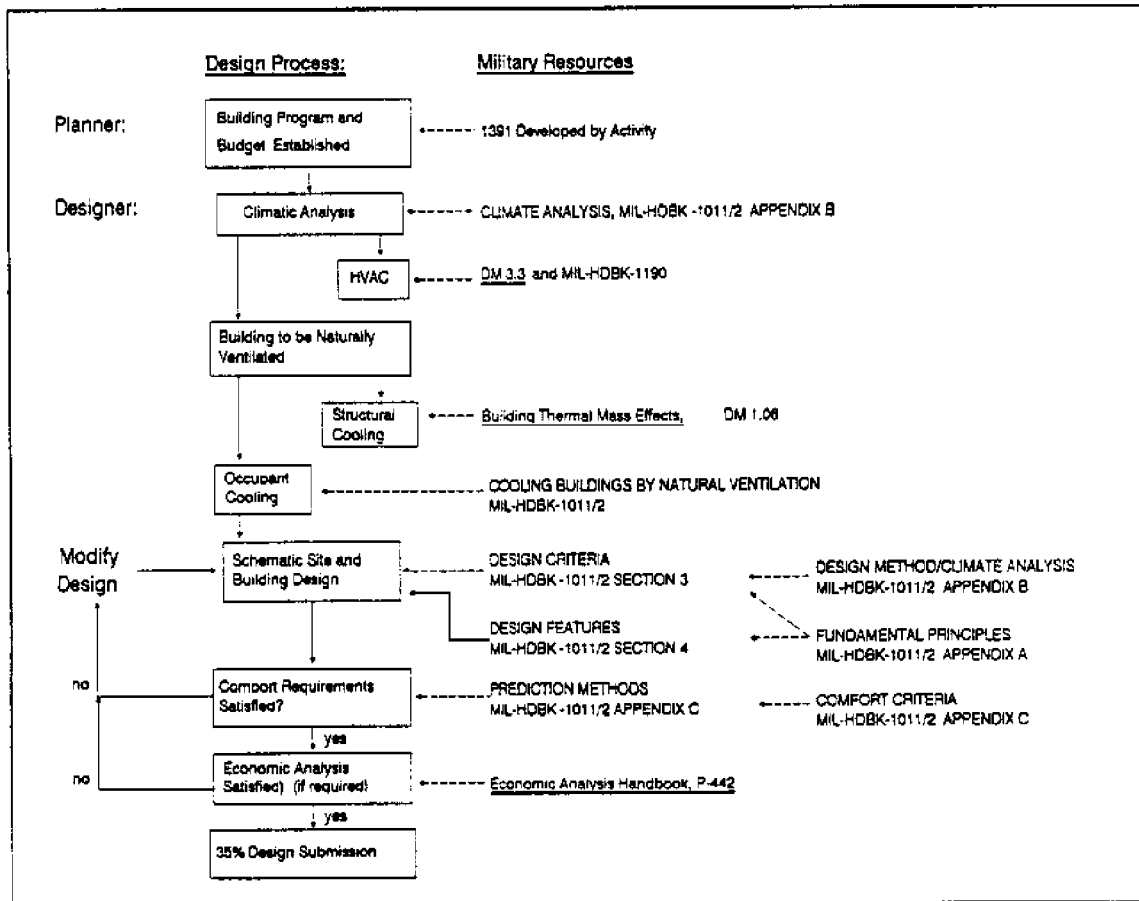 Design Process: Military Resources
Planner:
Building Program and
Budget Established
1391 Developed by Activity
Designer:
Climatic Analysis
CLIMATE ANALYSIS, MIL-HDBK -1011/2 APPENDIX B
HVAC
DM 3.3 and MIL-HDBK-1190
Building to be Naturally
Ventilated
Structural
Cooling
Building Thermal Mass Effects, DM 1.06
Occupant
Cooling
COOLING BUILDINGS BY NATURAL VENTILATION
MIL-HDBK-1011/2
Modify
Design
Schematic Site and
Building Design
DESIGN CRITERIA
MIL-HDBK -1011/2 SECTION 3
DESIGN METHOD/CLIMATE ANALYSIS
MIL-HDBK-1011/2 APPENDIX B
DESIGN FEATURES
MIL-HDBK -1011/2 SECTION 4
FUNDAMENTAL PRINCIPLES
MIL-HDBK-1011/2 APPENDIX A
no
Comport Requirements
Satisfied?
PREDICTION METHODS
MIL-HDBK -1011/2 APPENDIX C
COMFORT CRITERIA
MIL-HDBK-1011/2 APPENDIX C
yes
no
Economic Analysis
Satisfied) (if required)
Economic Analysis Handbook, P-442
yes
35% Design Submission